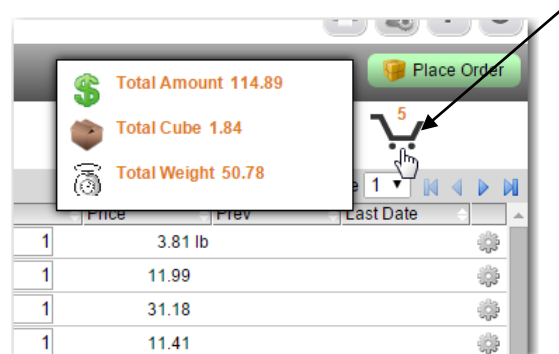 Place Order
Total Amount 114.89
Total Cube 1.84
Total Weight 50.78
5
1
Price Prev Last Date
1 3.81 lb
1 11.99
1 31.18
1 11.41